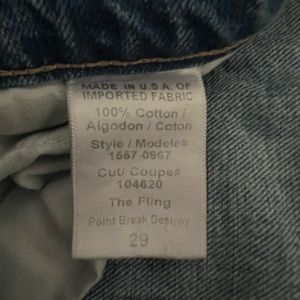 MADE IN U.S.A. OF
IMPORTED FABRIC
100% Cotton /
Algodon / Coton
Style / Modele#
1567-0967
Cut/ Coupe#
104620
The Fling
Point Break Destroy
29